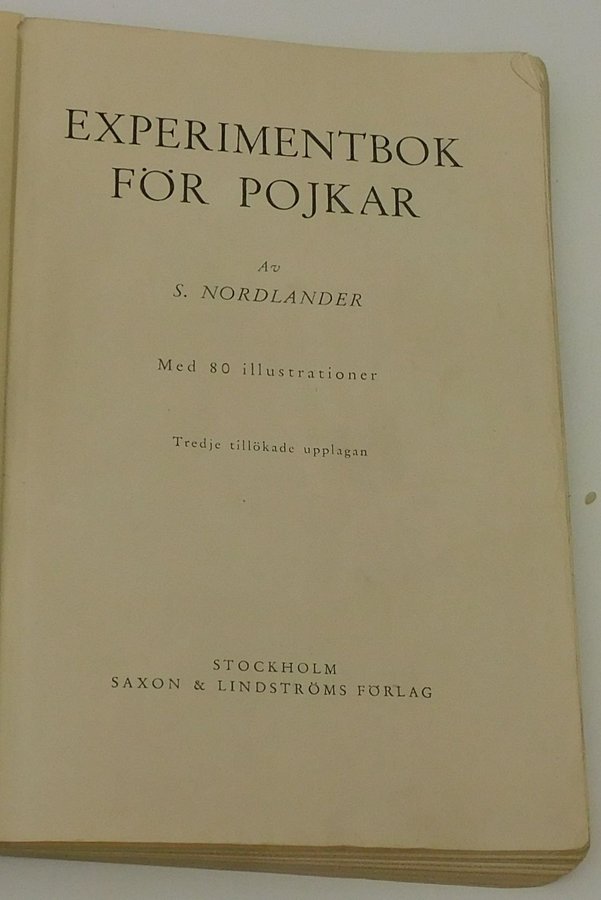 EXPERIMENTBOK
FÖR POJKAR
Av
S. NORDLANDER
Med 80 illustrationer
Tredje tillökade upplagan
STOCKHOLM
SAXON & LINDSTRÖMS FÖRLAG